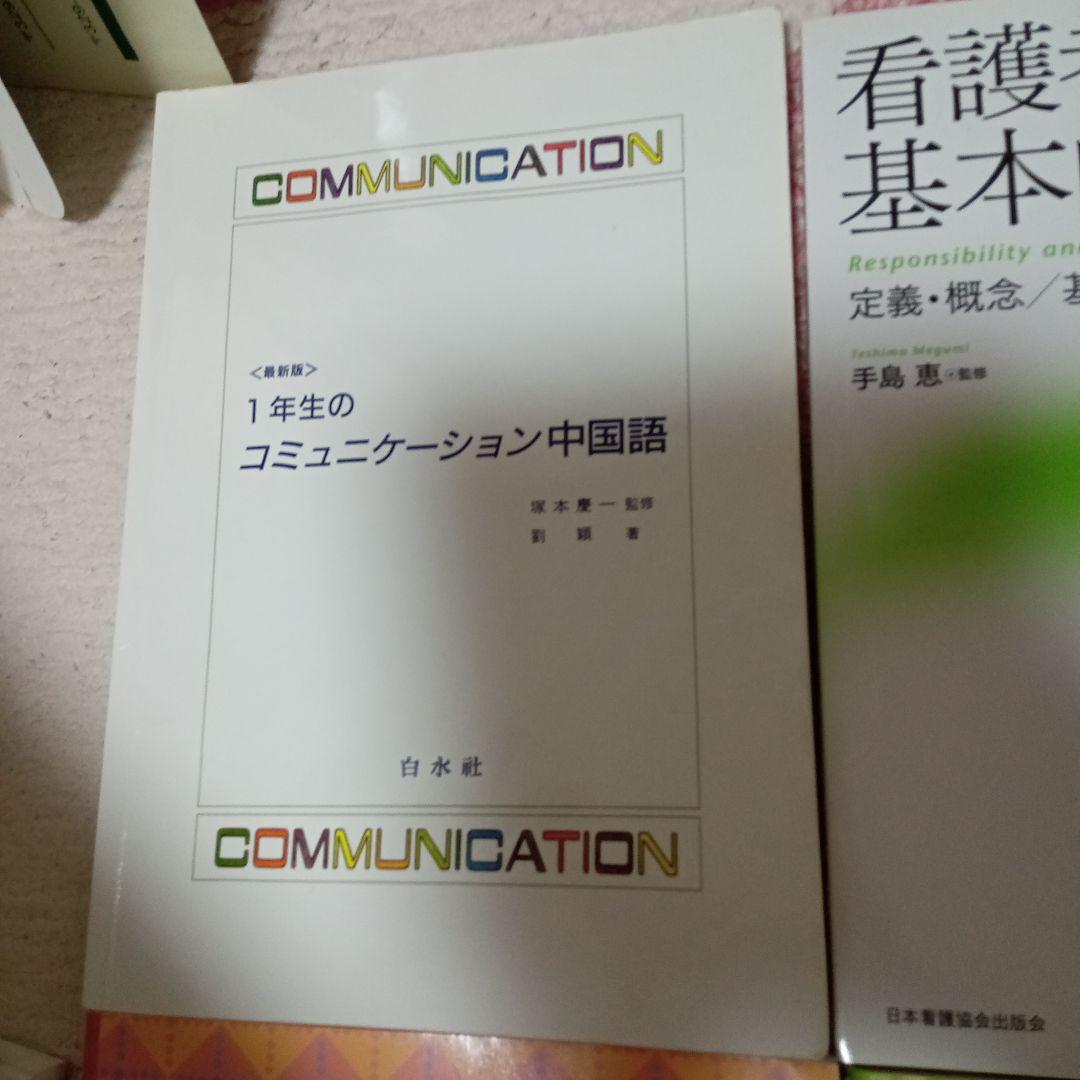 COMMUNICATION
<最新版>
1年生の
コミュニケーション中国語
塚本慶一 監修
劉 穎 著
白水社
COMMUNICATION
看護
基本
Responsibility and
定義・概念/基
Teshima Megumi
手島 恵・監修
日本看護協会出版会